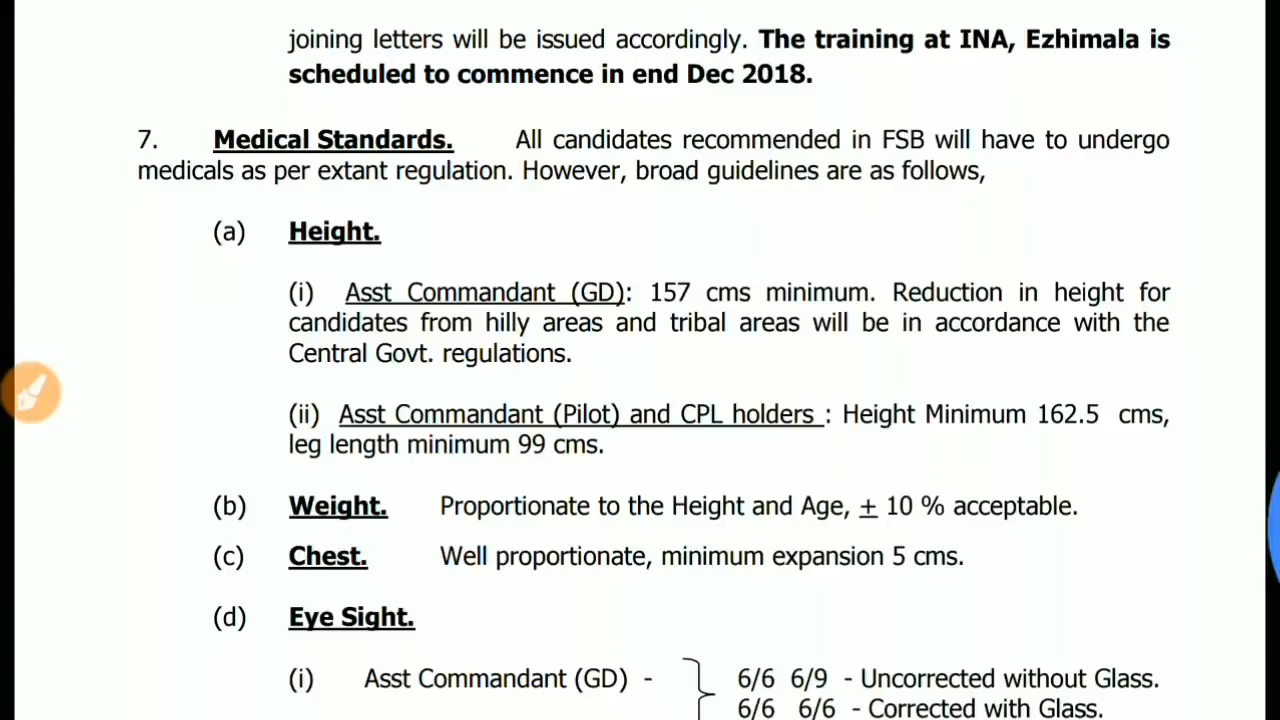 joining letters will be issued accordingly. The training at INA, Ezhimala is
scheduled to commence in end Dec 2018.
7. Medical Standards. All candidates recommended in FSB will have to undergo
medicals as per extant regulation. However, broad guidelines are as follows,
(a) Height.
(i) Asst Commandant (GD): 157 cms minimum. Reduction in height for
candidates from hilly areas and tribal areas will be in accordance with the
Central Govt. regulations.
(ii) Asst Commandant (Pilot) and CPL holders : Height Minimum 162.5 cms,
leg length minimum 99 cms.
(b) Weight. Proportionate to the Height and Age, ± 10 % acceptable.
(c) Chest. Well proportionate, minimum expansion 5 cms.
(d) Eye Sight.
(i) Asst Commandant (GD) - 6/6 6/9 - Uncorrected without Glass.
6/6 6/6 - Corrected with Glass.